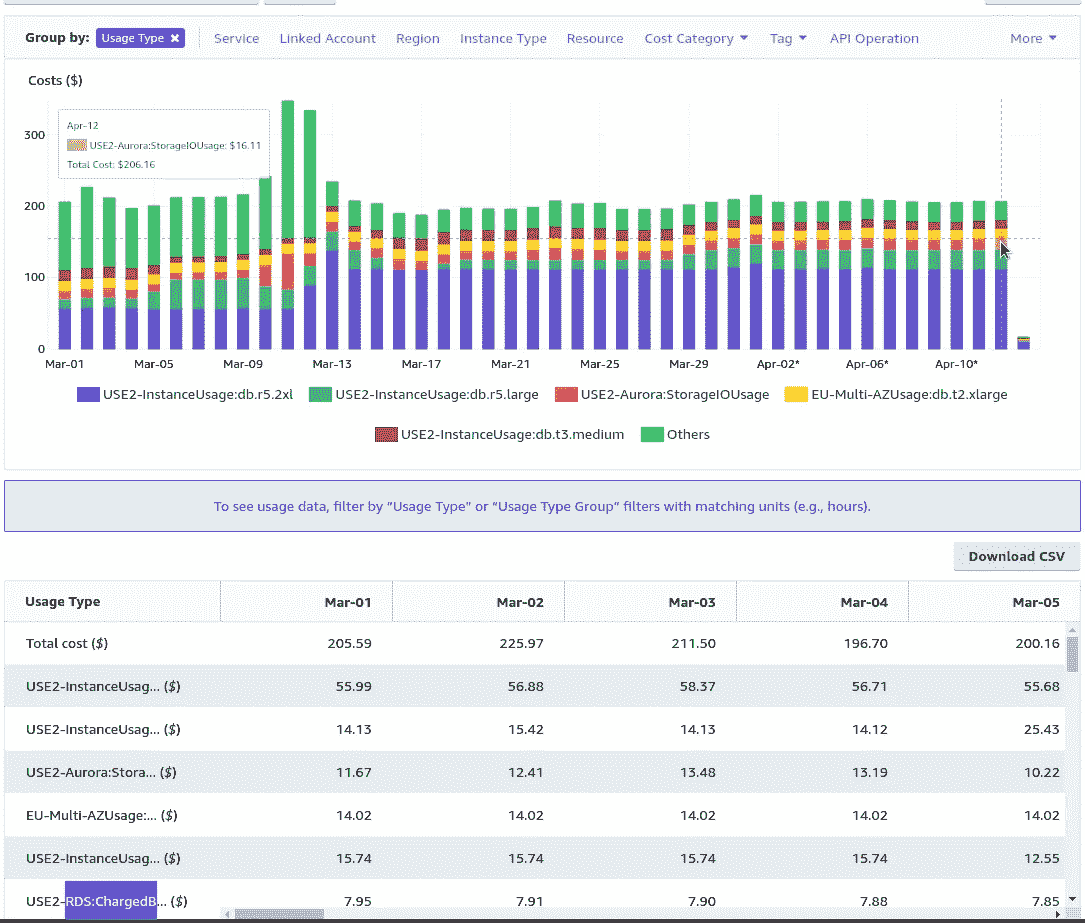 Group by: Usage Type ✖ Service Linked Account Region Instance Type Resource Cost Category Tag API Operation More
Costs ($)
Apr-12
USE2-Aurora:StorageIOUsage: $16.11
Total Cost: $206.16
300
200
100
0
Mar-01 Mar-05 Mar-09 Mar-13 Mar-17 Mar-21 Mar-25 Mar-29 Apr-02* Apr-06* Apr-10*
USE2-InstanceUsage:db.r5.2xl USE2-InstanceUsage:db.r5.large USE2-Aurora:StorageIOUsage EU-Multi-AZUsage:db.t2.xlarge
USE2-InstanceUsage:db.t3.medium Others
To see usage data, filter by "Usage Type" or "Usage Type Group" filters with matching units (e.g., hours).
Download CSV
Usage Type Mar-01 Mar-02 Mar-03 Mar-04 Mar-05
Total cost ($) 205.59 225.97 211.50 196.70 200.16
USE2-InstanceUsag... ($) 55.99 56.88 58.37 56.71 55.68
USE2-InstanceUsag... ($) 14.13 15.42 14.13 14.12 25.43
USE2-Aurora:Stora... ($) 11.67 12.41 13.48 13.19 10.22
EU-Multi-AZUsage:... ($) 14.02 14.02 14.02 14.02 14.02
USE2-InstanceUsag... ($) 15.74 15.74 15.74 15.74 12.55
USE2-RDS:ChargedB... ($) 7.95 7.91 7.90 7.88 7.85